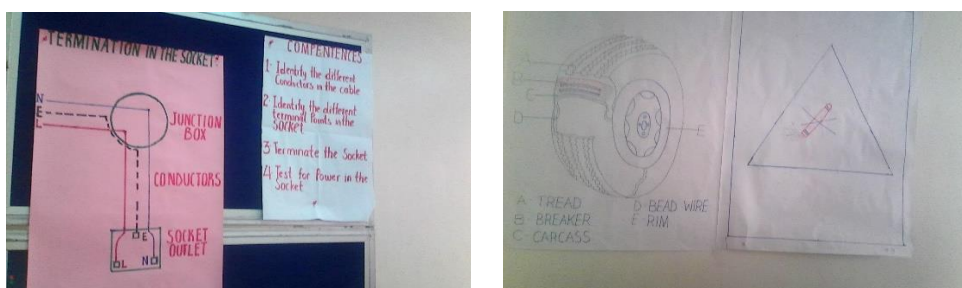 TERMINATION IN THE SOCKET
N
E
L
JUNCTION
BOX
CONDUCTORS
E
L
N
SOCKET
OUTLET
COMPENTENCES
1. Identify the different
Conductors in the cable
2. Identify the different
terminal Points in the
Socket
3 Terminate the Socket
4. Test for Power in the
Socket
A
B
C
D
E
A - TREAD
B - BREAKER
C - CARCASS
D - BEAD WIRE
E - RIM